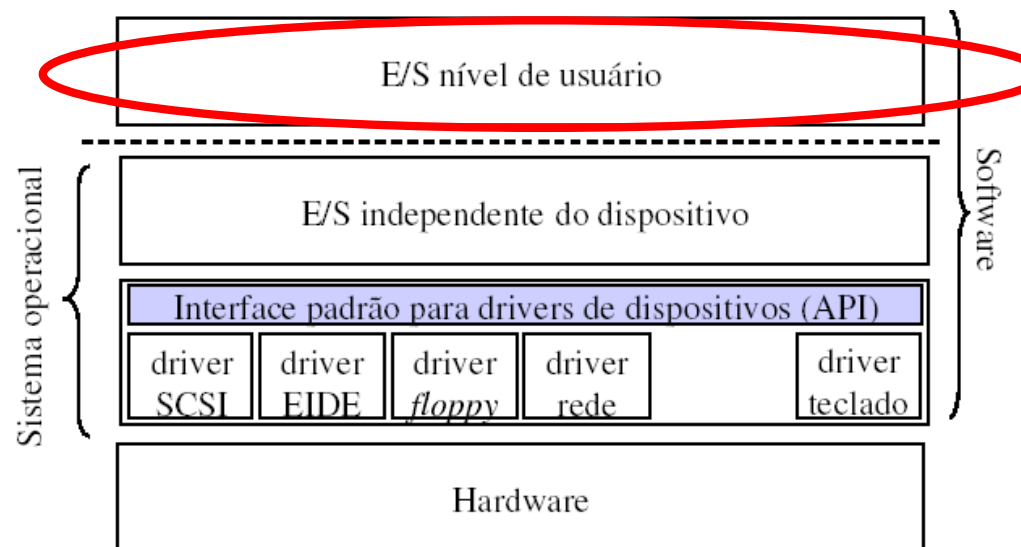 E/S nível de usuário
E/S independente do dispositivo
Interface padrão para drivers de dispositivos (API)
driver
SCSI
driver
EIDE
driver
floppy
driver
rede
driver
teclado
Hardware
Sistema operacional
Software